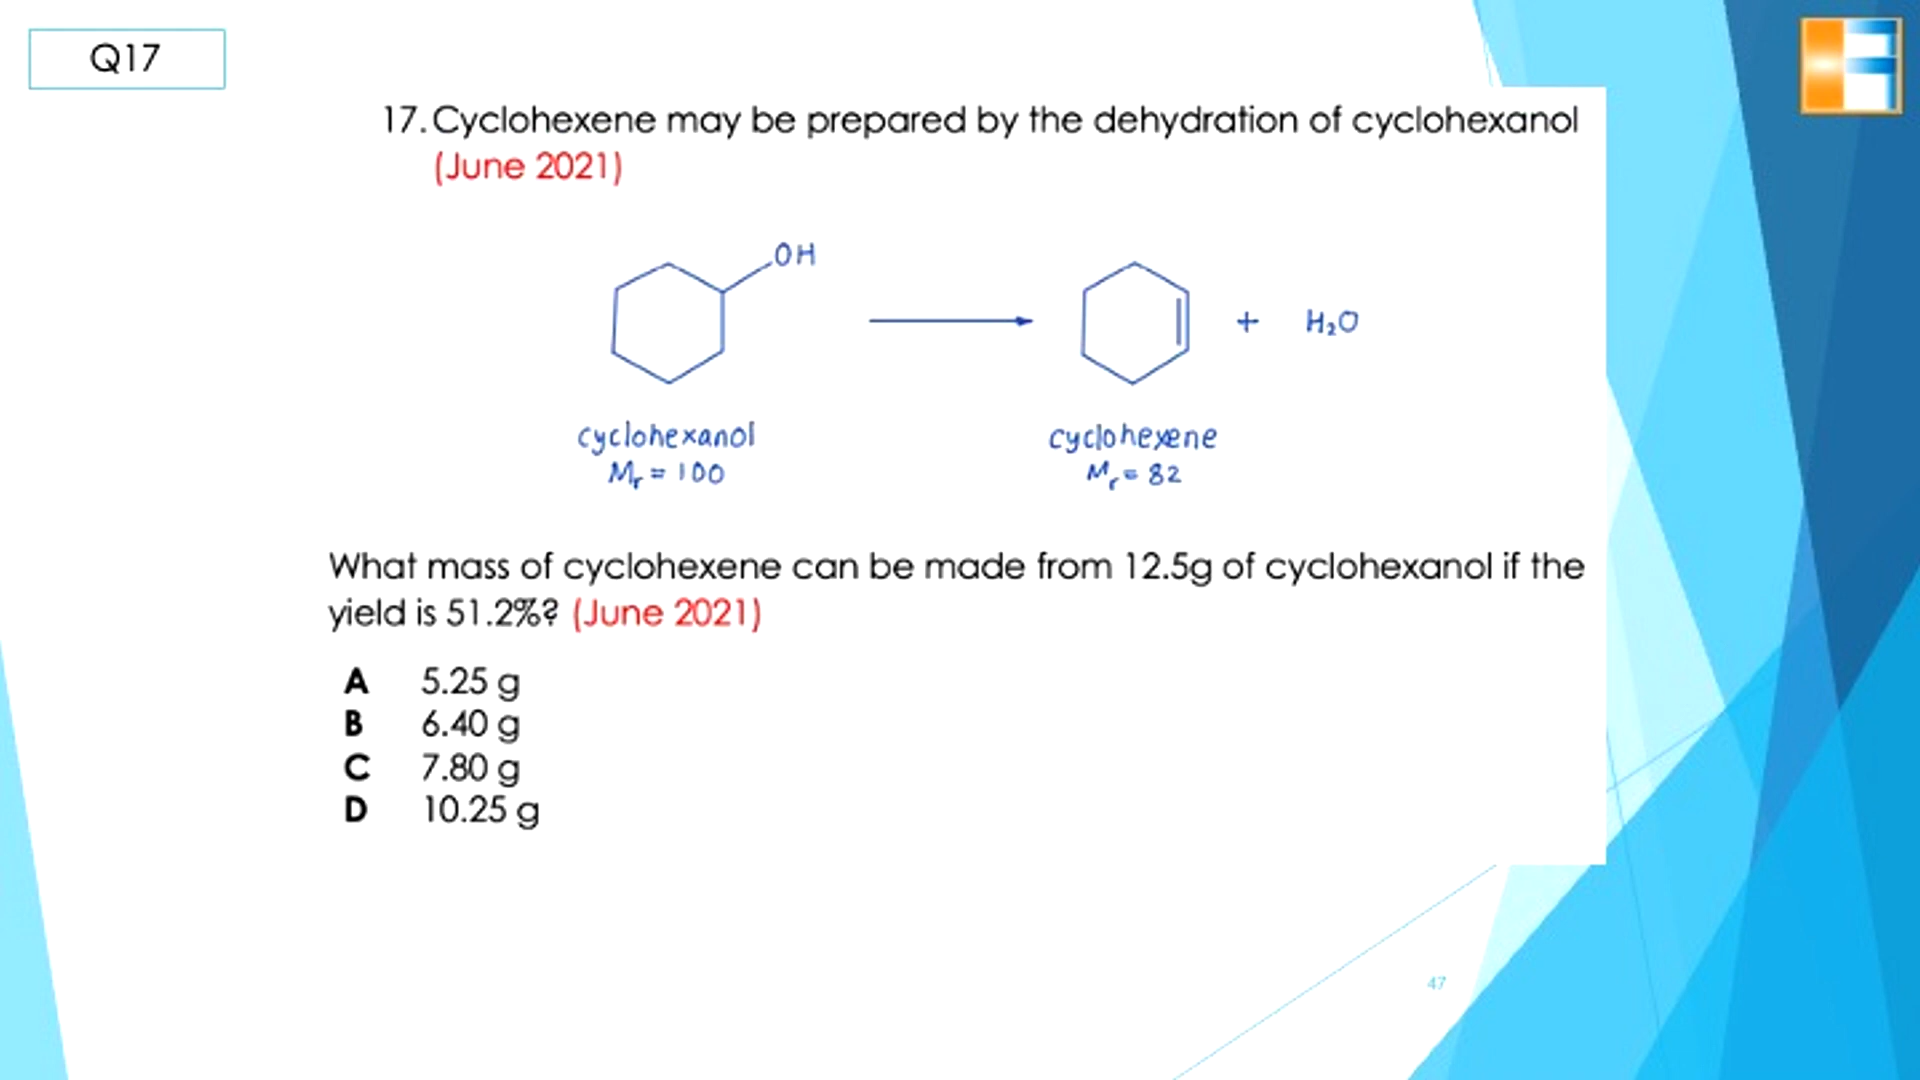 Q17
17. Cyclohexene may be prepared by the dehydration of cyclohexanol
(June 2021)
OH
+ H₂O
cyclohexanol cyclohexene
Mᵣ = 100 Mᵣ = 82
What mass of cyclohexene can be made from 12.5g of cyclohexanol if the
yield is 51.2%? (June 2021)
A 5.25 g
B 6.40 g
C 7.80 g
D 10.25 g
47